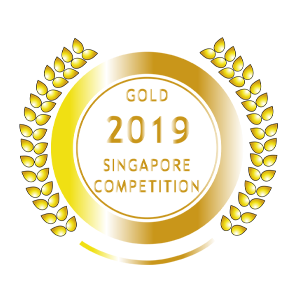 GOLD
2019
SINGAPORE
COMPETITION